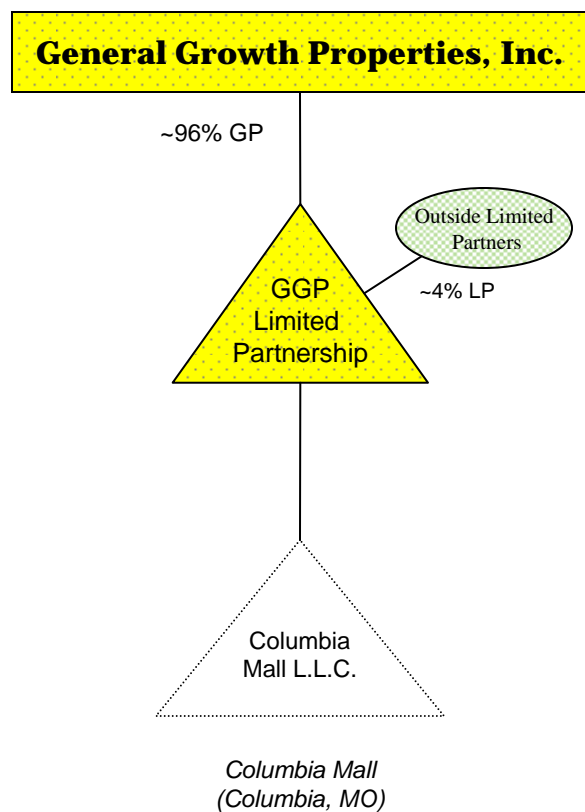 General Growth Properties, Inc.
~96% GP
Outside Limited
Partners
~4% LP
GGP
Limited
Partnership
Columbia
Mall L.L.C.
Columbia Mall
(Columbia, MO)